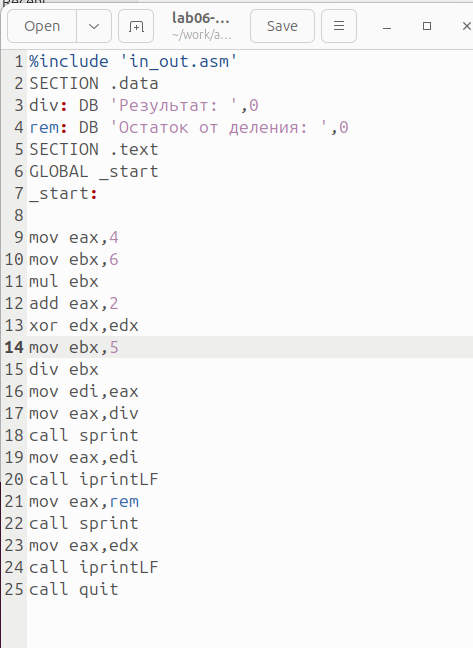 Open
lab06-...
~/work/a...
Save
1 %include 'in_out.asm'
2 SECTION .data
3 div: DB 'Результат: ',0
4 rem: DB 'Остаток от деления: ',0
5 SECTION .text
6 GLOBAL _start
7 _start:
8
9 mov eax,4
10 mov ebx,6
11 mul ebx
12 add eax,2
13 xor edx,edx
14 mov ebx,5
15 div ebx
16 mov edi,eax
17 mov eax,div
18 call sprint
19 mov eax,edi
20 call iprintLF
21 mov eax,rem
22 call sprint
23 mov eax,edx
24 call iprintLF
25 call quit